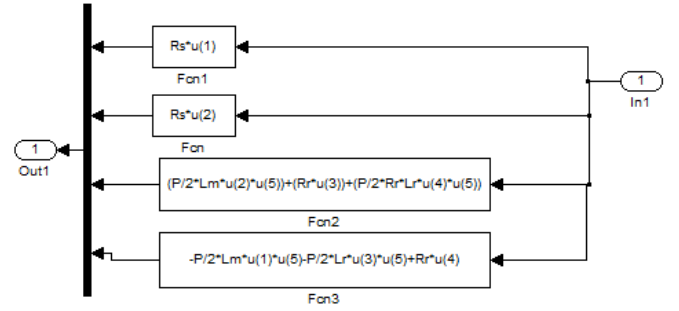 Rs*u(1)
Fcn1
1
In1
Rs*u(2)
Fcn
1
Out1
(P/2*Lm*u(2)*u(5))+(Rr*u(3))+(P/2*Rr*Lr*u(4)*u(5))
Fcn2
-P/2*Lm*u(1)*u(5)-P/2*Lr*u(3)*u(5)+Rr*u(4)
Fcn3